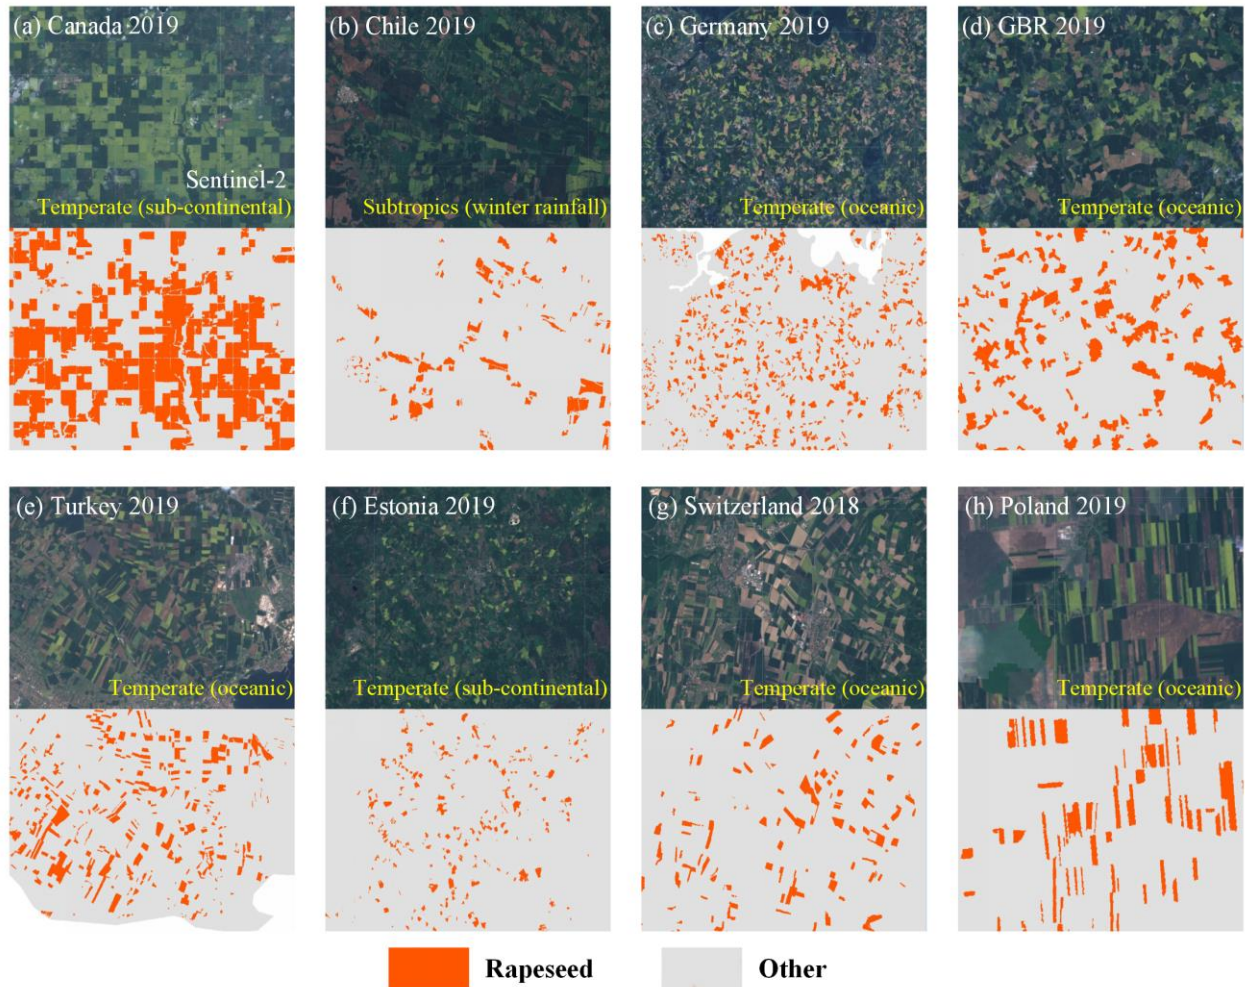 (a) Canada 2019
(b) Chile 2019
(c) Germany 2019
(d) GBR 2019
Sentinel-2
Temperate (sub-continental)
Subtropics (winter rainfall)
Temperate (oceanic)
Temperate (oceanic)
(e) Turkey 2019
(f) Estonia 2019
(g) Switzerland 2018
(h) Poland 2019
Temperate (oceanic)
Temperate (sub-continental)
Temperate (oceanic)
Temperate (oceanic)
Rapeseed
Other